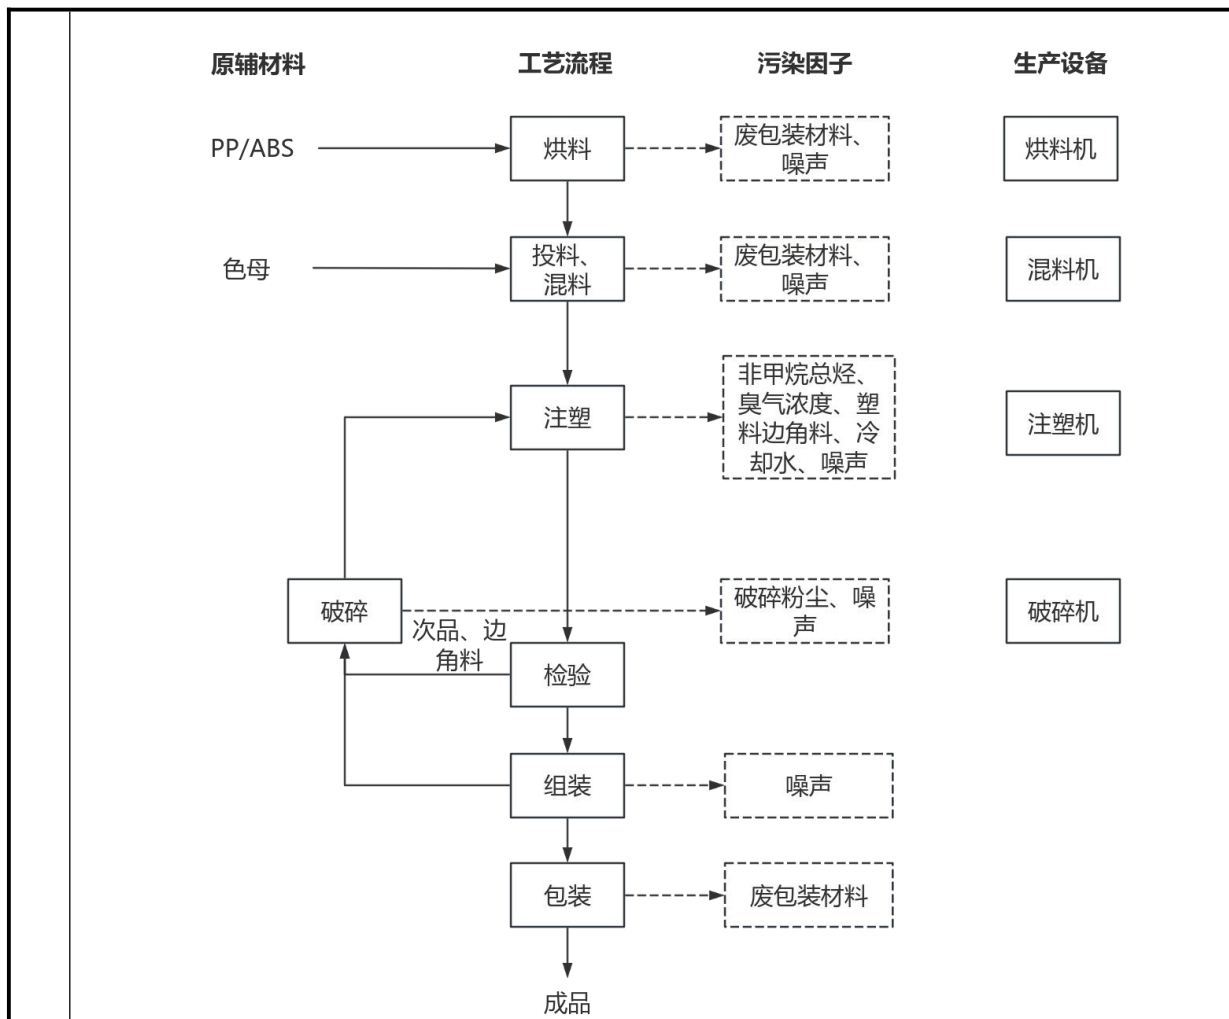 原辅材料 工艺流程 污染因子 生产设备
PP/ABS
烘料
废包装材料、
噪声
烘料机
色母
投料、
混料
废包装材料、
噪声
混料机
注塑
非甲烷总烃、
臭气浓度、塑
料边角料、冷
却水、噪声
注塑机
破碎
破碎粉尘、噪
声
破碎机
次品、边
角料
检验
组装
噪声
包装
废包装材料
成品